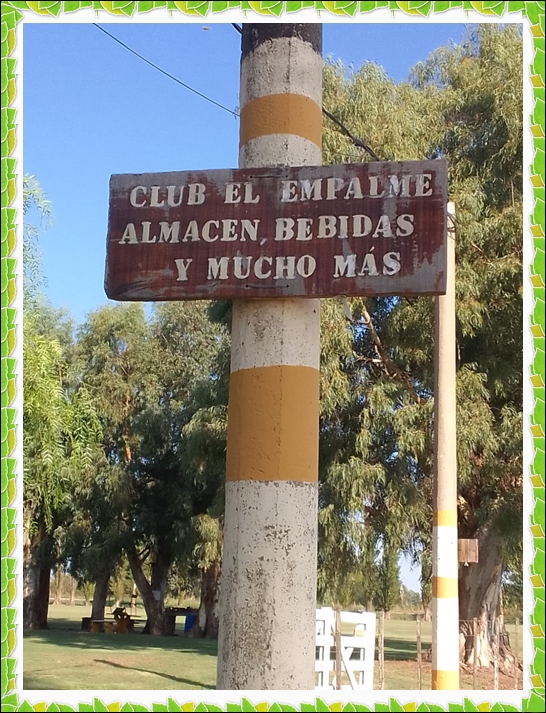 CLUB EL EMPALME
ALMACEN, BEBIDAS
Y MUCHO MÁS